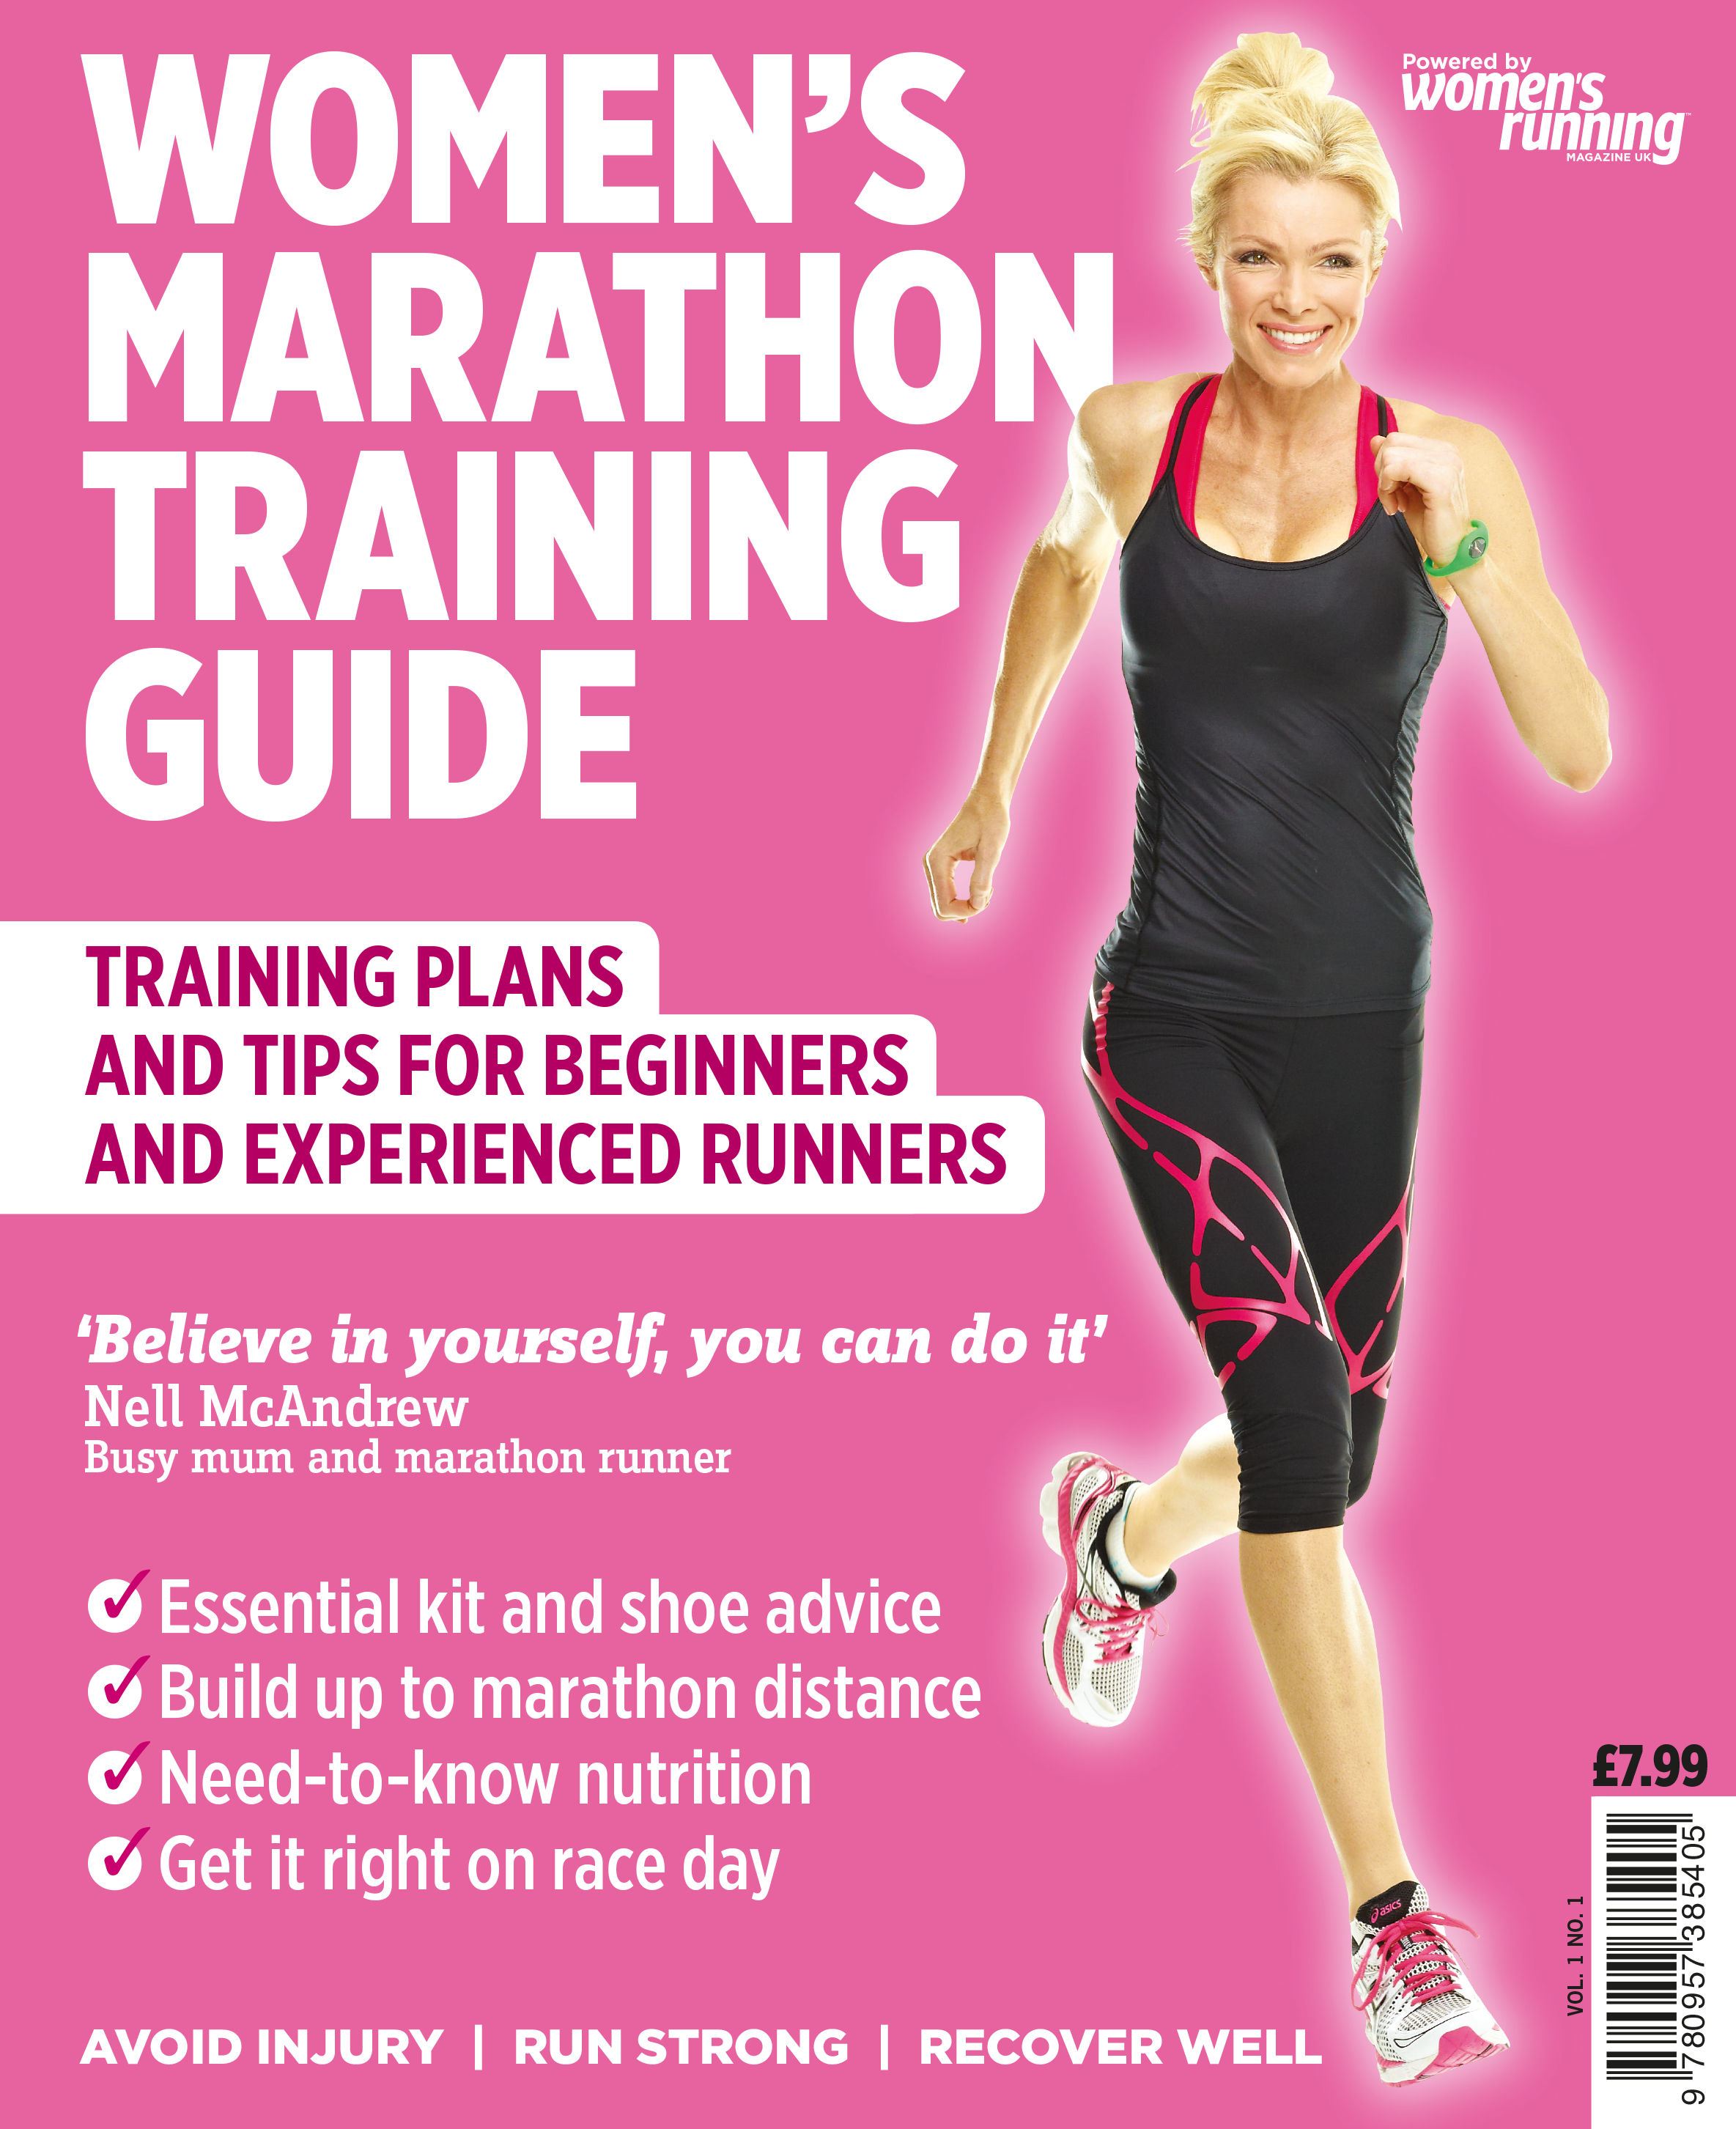 WOMEN'S
MARATHON
TRAINING
GUIDE
Powered by
women's
running
MAGAZINE UK
TRAINING PLANS
AND TIPS FOR BEGINNERS
AND EXPERIENCED RUNNERS
‘Believe in yourself, you can do it’
Nell McAndrew
Busy mum and marathon runner
Essential kit and shoe advice
Build up to marathon distance
Need-to-know nutrition
Get it right on race day
AVOID INJURY | RUN STRONG | RECOVER WELL
asics
£7.99
VOL. 1 NO. 1
9 780957 385405